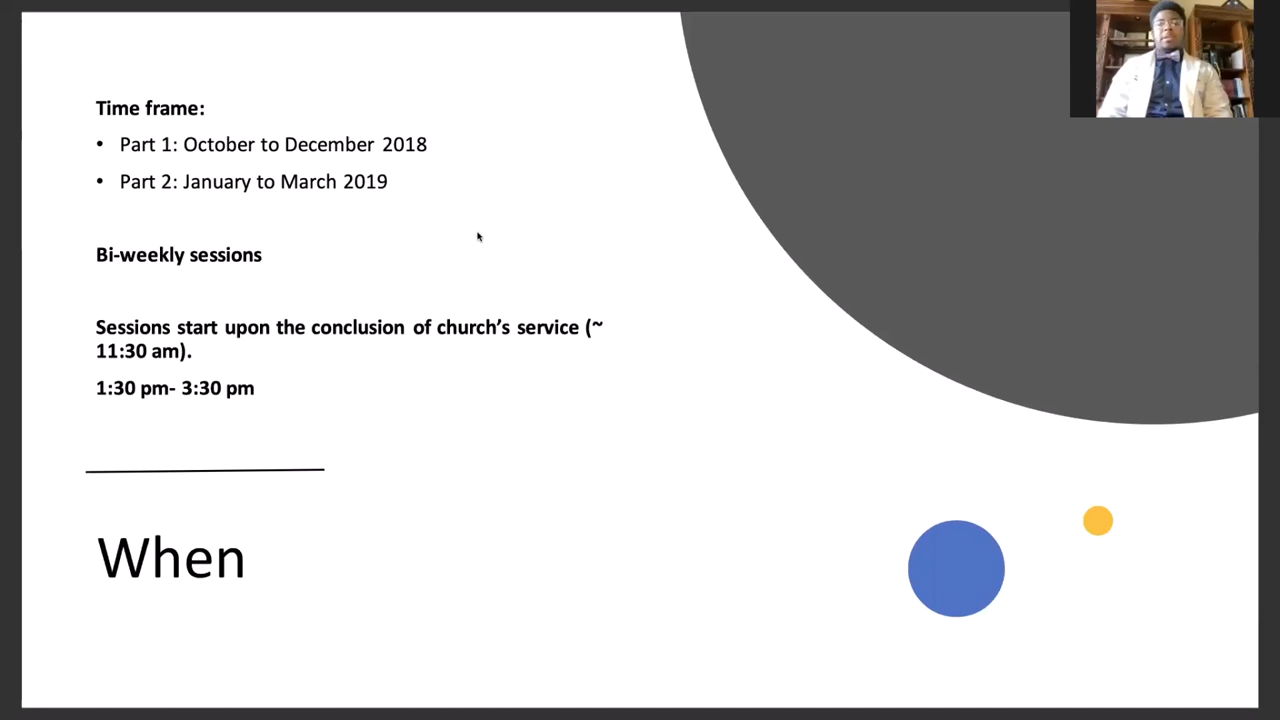 Time frame:
• Part 1: October to December 2018
• Part 2: January to March 2019
Bi-weekly sessions
Sessions start upon the conclusion of church’s service (~
11:30 am).
1:30 pm- 3:30 pm
When